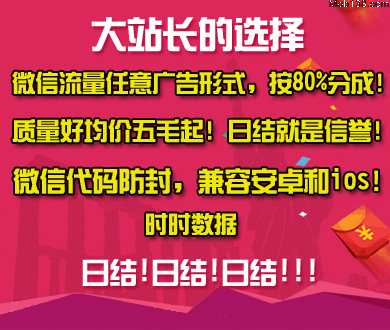 大站长的选择
微信流量任意广告形式，按80%分成！
质量好均价五毛起！日结就是信誉！
微信代码防封，兼容安卓和ios！
时时数据
日结！日结！日结！！！